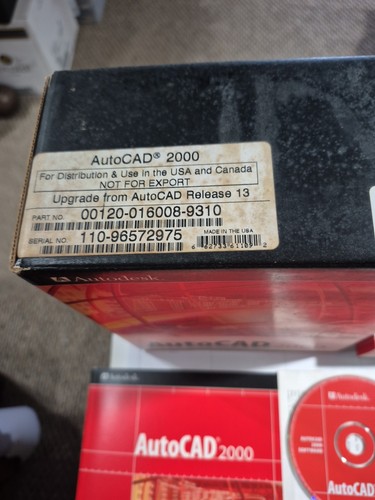 AutoCAD® 2000
For Distribution & Use in the USA and Canada
NOT FOR EXPORT
Upgrade from AutoCAD Release 13
PART NO. 00120-016008-9310
SERIAL NO. 110-96572975
MADE IN THE USA
Autodesk
AutoCAD
Autodesk
AutoCAD® 2000
Autodesk
AutoCAD